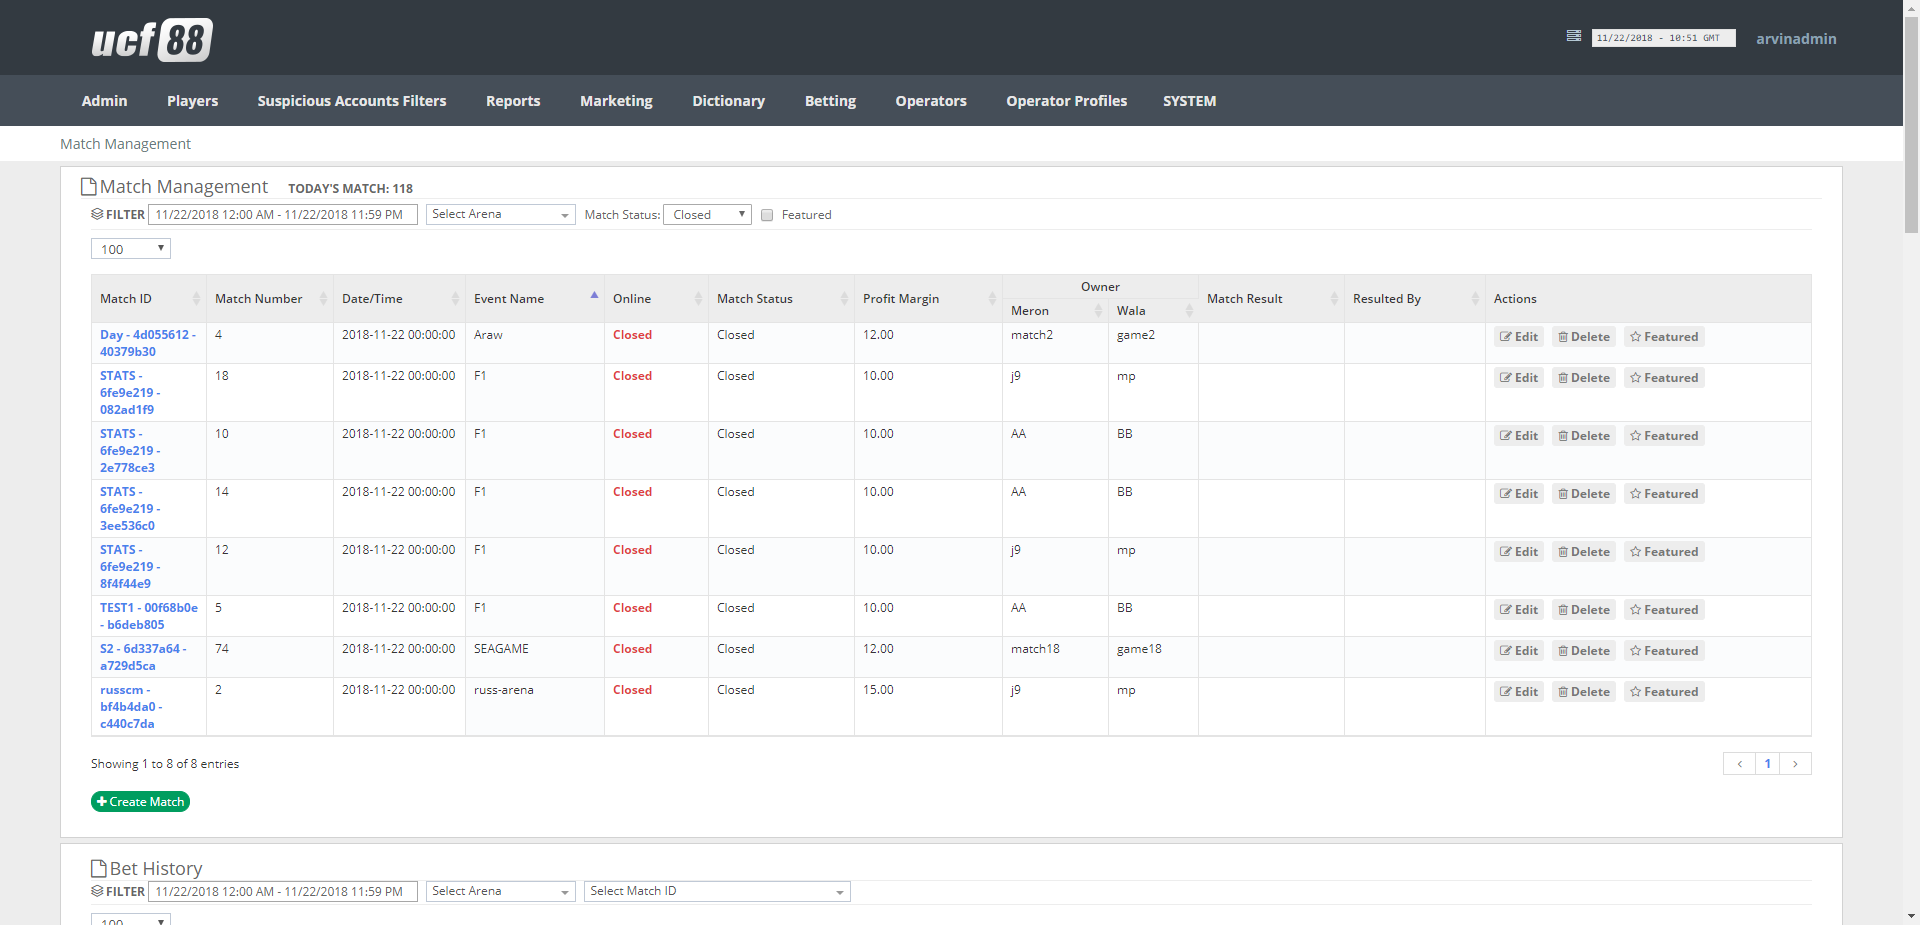 ucf88
11/22/2018 - 10:51 GMT
arvinadmin
Admin Players Suspicious Accounts Filters Reports Marketing Dictionary Betting Operators Operator Profiles SYSTEM
Match Management
Match Management TODAY'S MATCH: 118
FILTER 11/22/2018 12:00 AM - 11/22/2018 11:59 PM Select Arena Match Status: Closed Featured
100
Owner
Match ID Match Number Date/Time Event Name Online Match Status Profit Margin Match Result Resulted By Actions
Meron Wala
Day - 4d055612 - 4 2018-11-22 00:00:00 Araw Closed Closed 12.00 match2 game2 Edit Delete Featured
40379b30
STATS - 18 2018-11-22 00:00:00 F1 Closed Closed 10.00 j9 mp Edit Delete Featured
6fe9e219 -
082ad1f9
STATS - 10 2018-11-22 00:00:00 F1 Closed Closed 10.00 AA BB Edit Delete Featured
6fe9e219 -
2e778ce3
STATS - 14 2018-11-22 00:00:00 F1 Closed Closed 10.00 AA BB Edit Delete Featured
6fe9e219 -
3ee536c0
STATS - 12 2018-11-22 00:00:00 F1 Closed Closed 10.00 j9 mp Edit Delete Featured
6fe9e219 -
8f4f44e9
TEST1 - 00f68b0e 5 2018-11-22 00:00:00 F1 Closed Closed 10.00 AA BB Edit Delete Featured
- b6deb805
S2 - 6d337a64 - 74 2018-11-22 00:00:00 SEAGAME Closed Closed 12.00 match18 game18 Edit Delete Featured
a729d5ca
russcm - 2 2018-11-22 00:00:00 russ-arena Closed Closed 15.00 j9 mp Edit Delete Featured
bf4b4da0 -
c440c7da
Showing 1 to 8 of 8 entries
‹ 1 ›
Create Match
Bet History
FILTER 11/22/2018 12:00 AM - 11/22/2018 11:59 PM Select Arena Select Match ID
100